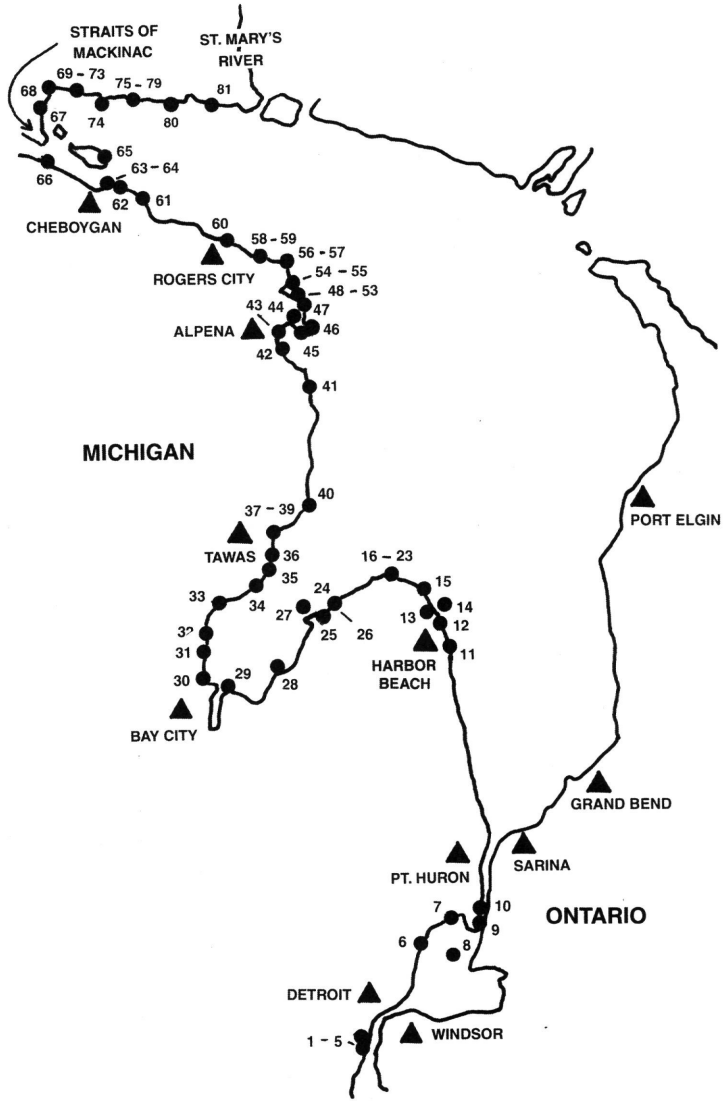 STRAITS OF
MACKINAC
ST. MARY'S
RIVER
69 – 73
75 – 79
81
68
67
74
80
65
63 – 64
66
62
61
CHEBOYGAN
60
58 – 59
56 – 57
ROGERS CITY
54 – 55
48 – 53
43
44
47
ALPENA
46
42
45
41
MICHIGAN
40
37 – 39
PORT ELGIN
TAWAS
36
16 – 23
35
15
24
34
33
27
14
13
12
32
25
26
11
31
HARBOR
BEACH
30
29
28
BAY CITY
GRAND BEND
SARINA
PT. HURON
10
7
ONTARIO
9
6
8
DETROIT
WINDSOR
1 – 5